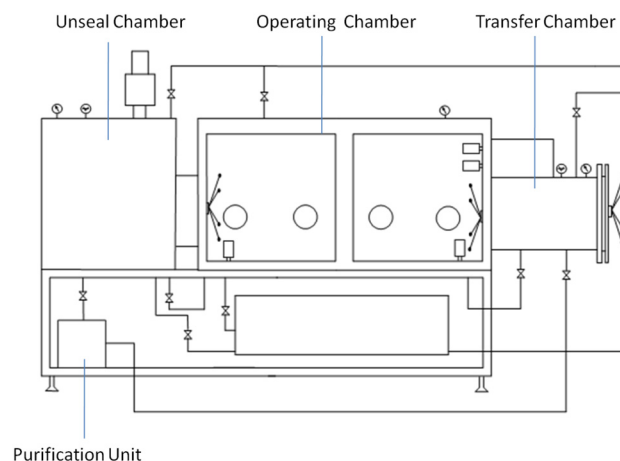 Unseal Chamber
Operating Chamber
Transfer Chamber
Purification Unit